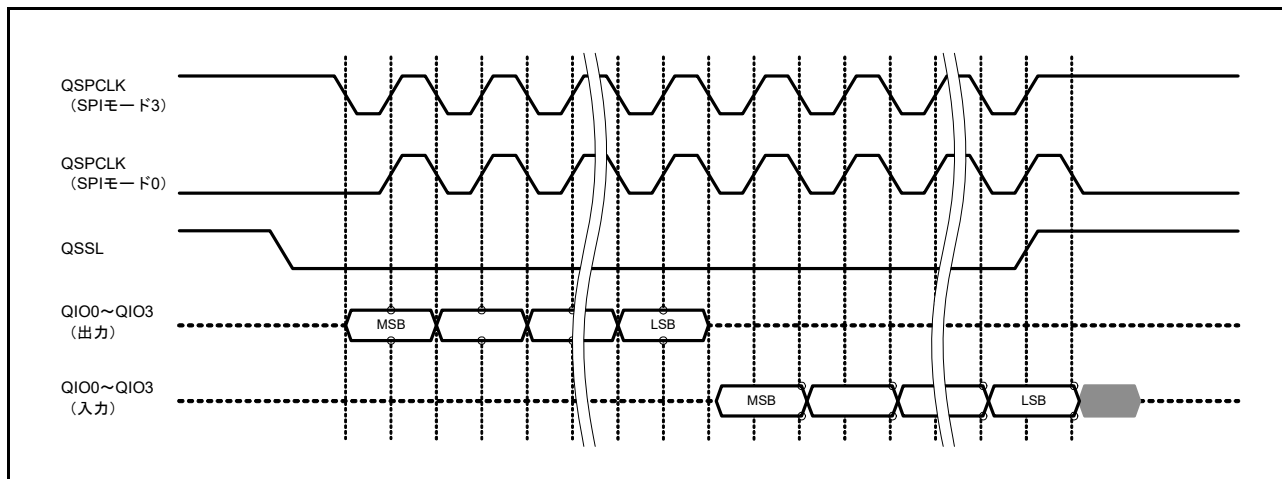 QSPCLK
（SPIモード3）
QSPCLK
（SPIモード0）
QSSL
QIO0～QIO3
（出力）
MSB
LSB
QIO0～QIO3
（入力）
MSB
LSB